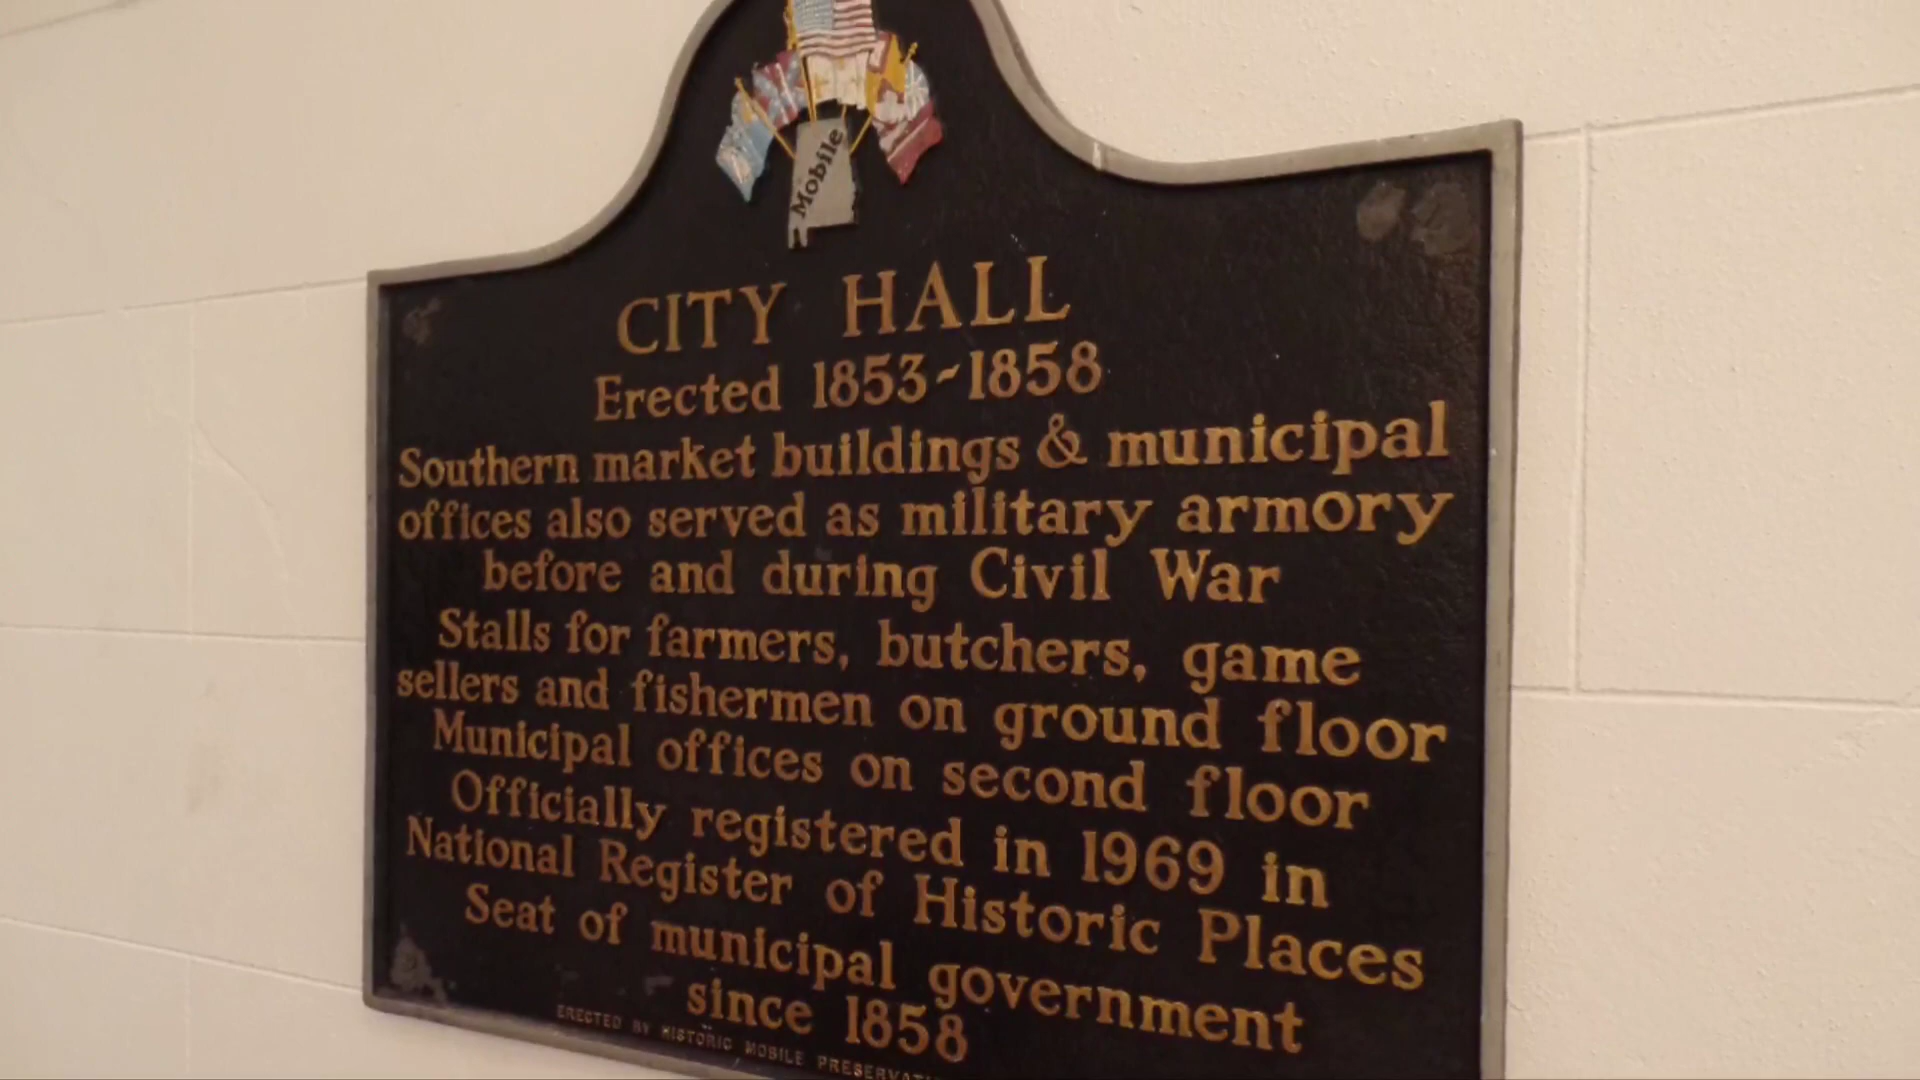 Mobile
CITY HALL
Erected 1853-1858
Southern market buildings & municipal
offices also served as military armory
before and during Civil War
Stalls for farmers, butchers, game
sellers and fishermen on ground floor
Municipal offices on second floor
Officially registered in 1969 in
National Register of Historic Places
Seat of municipal government
since 1858
ERECTED BY HISTORIC MOBILE